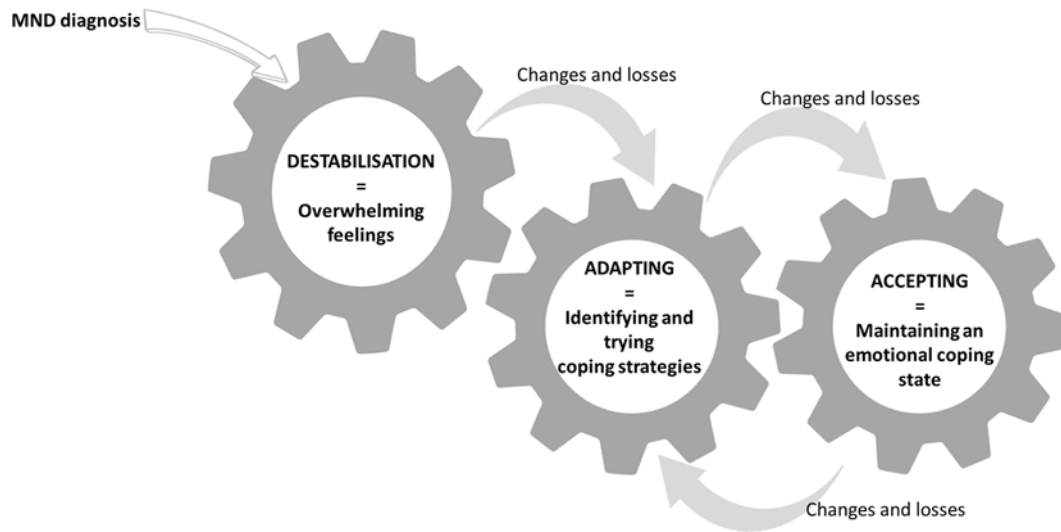 MND diagnosis
Changes and losses
Changes and losses
DESTABILISATION
=
Overwhelming
feelings
ADAPTING
=
Identifying and
trying
coping strategies
ACCEPTING
=
Maintaining an
emotional coping
state
Changes and losses